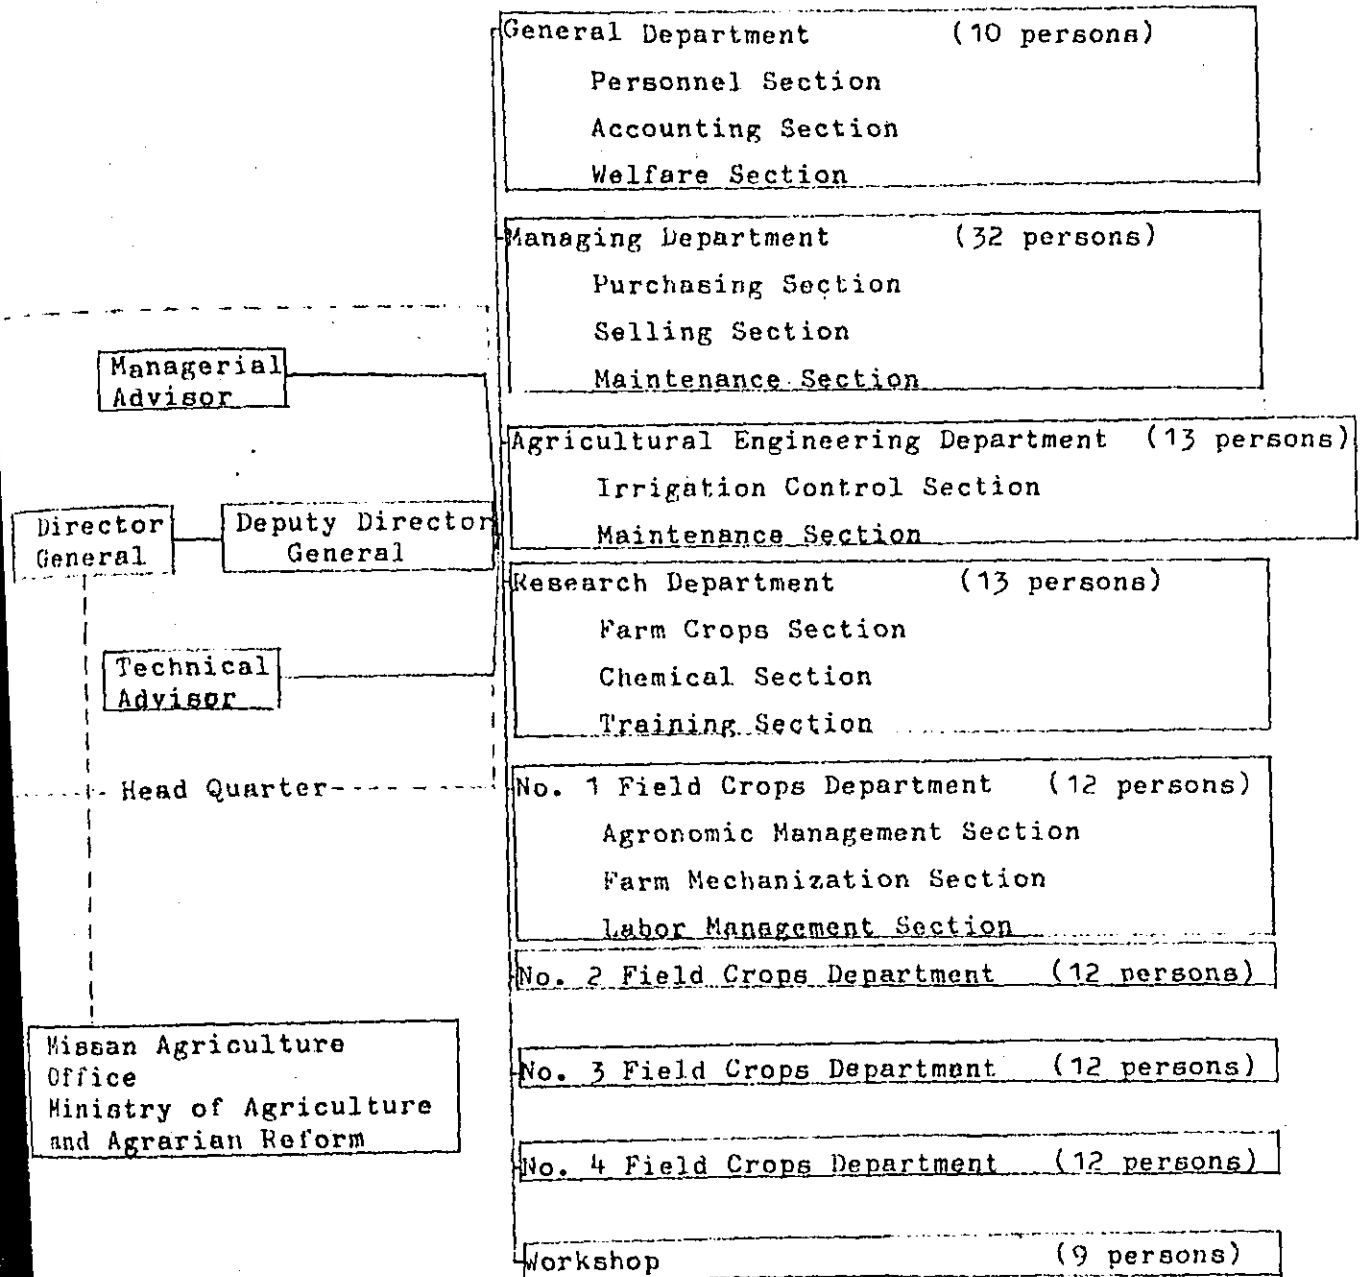 General Department (10 persons)
Personnel Section
Accounting Section
Welfare Section
Managing Department (32 persons)
Purchasing Section
Selling Section
Maintenance Section
Managerial
Advisor
Agricultural Engineering Department (13 persons)
Irrigation Control Section
Maintenance Section
Director
General
Deputy Director
General
Research Department (13 persons)
Farm Crops Section
Chemical Section
Training Section
Technical
Advisor
Head Quarter
No. 1 Field Crops Department (12 persons)
Agronomic Management Section
Farm Mechanization Section
Labor Management Section
No. 2 Field Crops Department (12 persons)
Missan Agriculture
Office
Ministry of Agriculture
and Agrarian Reform
No. 3 Field Crops Department (12 persons)
No. 4 Field Crops Department (12 persons)
Workshop (9 persons)